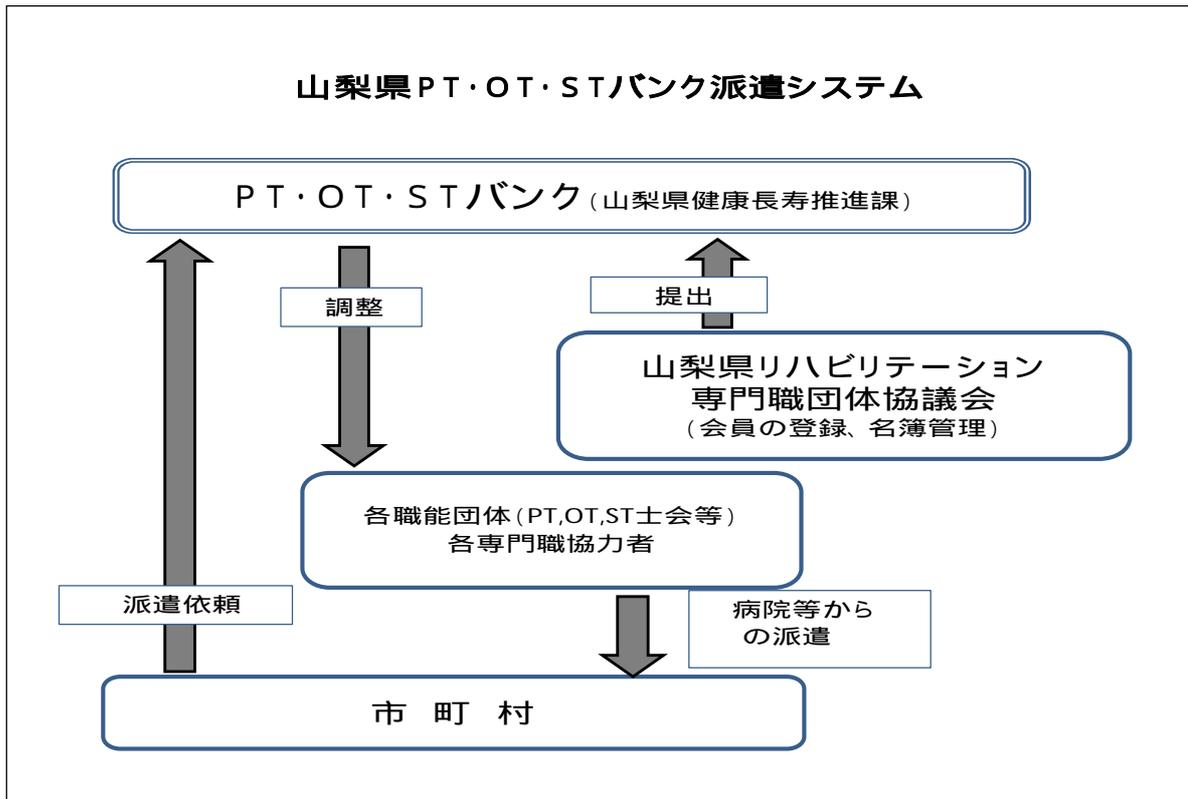 山梨県PT・OT・STバンク派遣システム
PT・OT・STバンク(山梨県健康長寿推進課)
調整
提出
山梨県リハビリテーション
専門職団体協議会
(会員の登録、名簿管理)
各職能団体(PT,OT,ST士会等)
各専門職協力者
派遣依頼
病院等から
の派遣
市 町 村